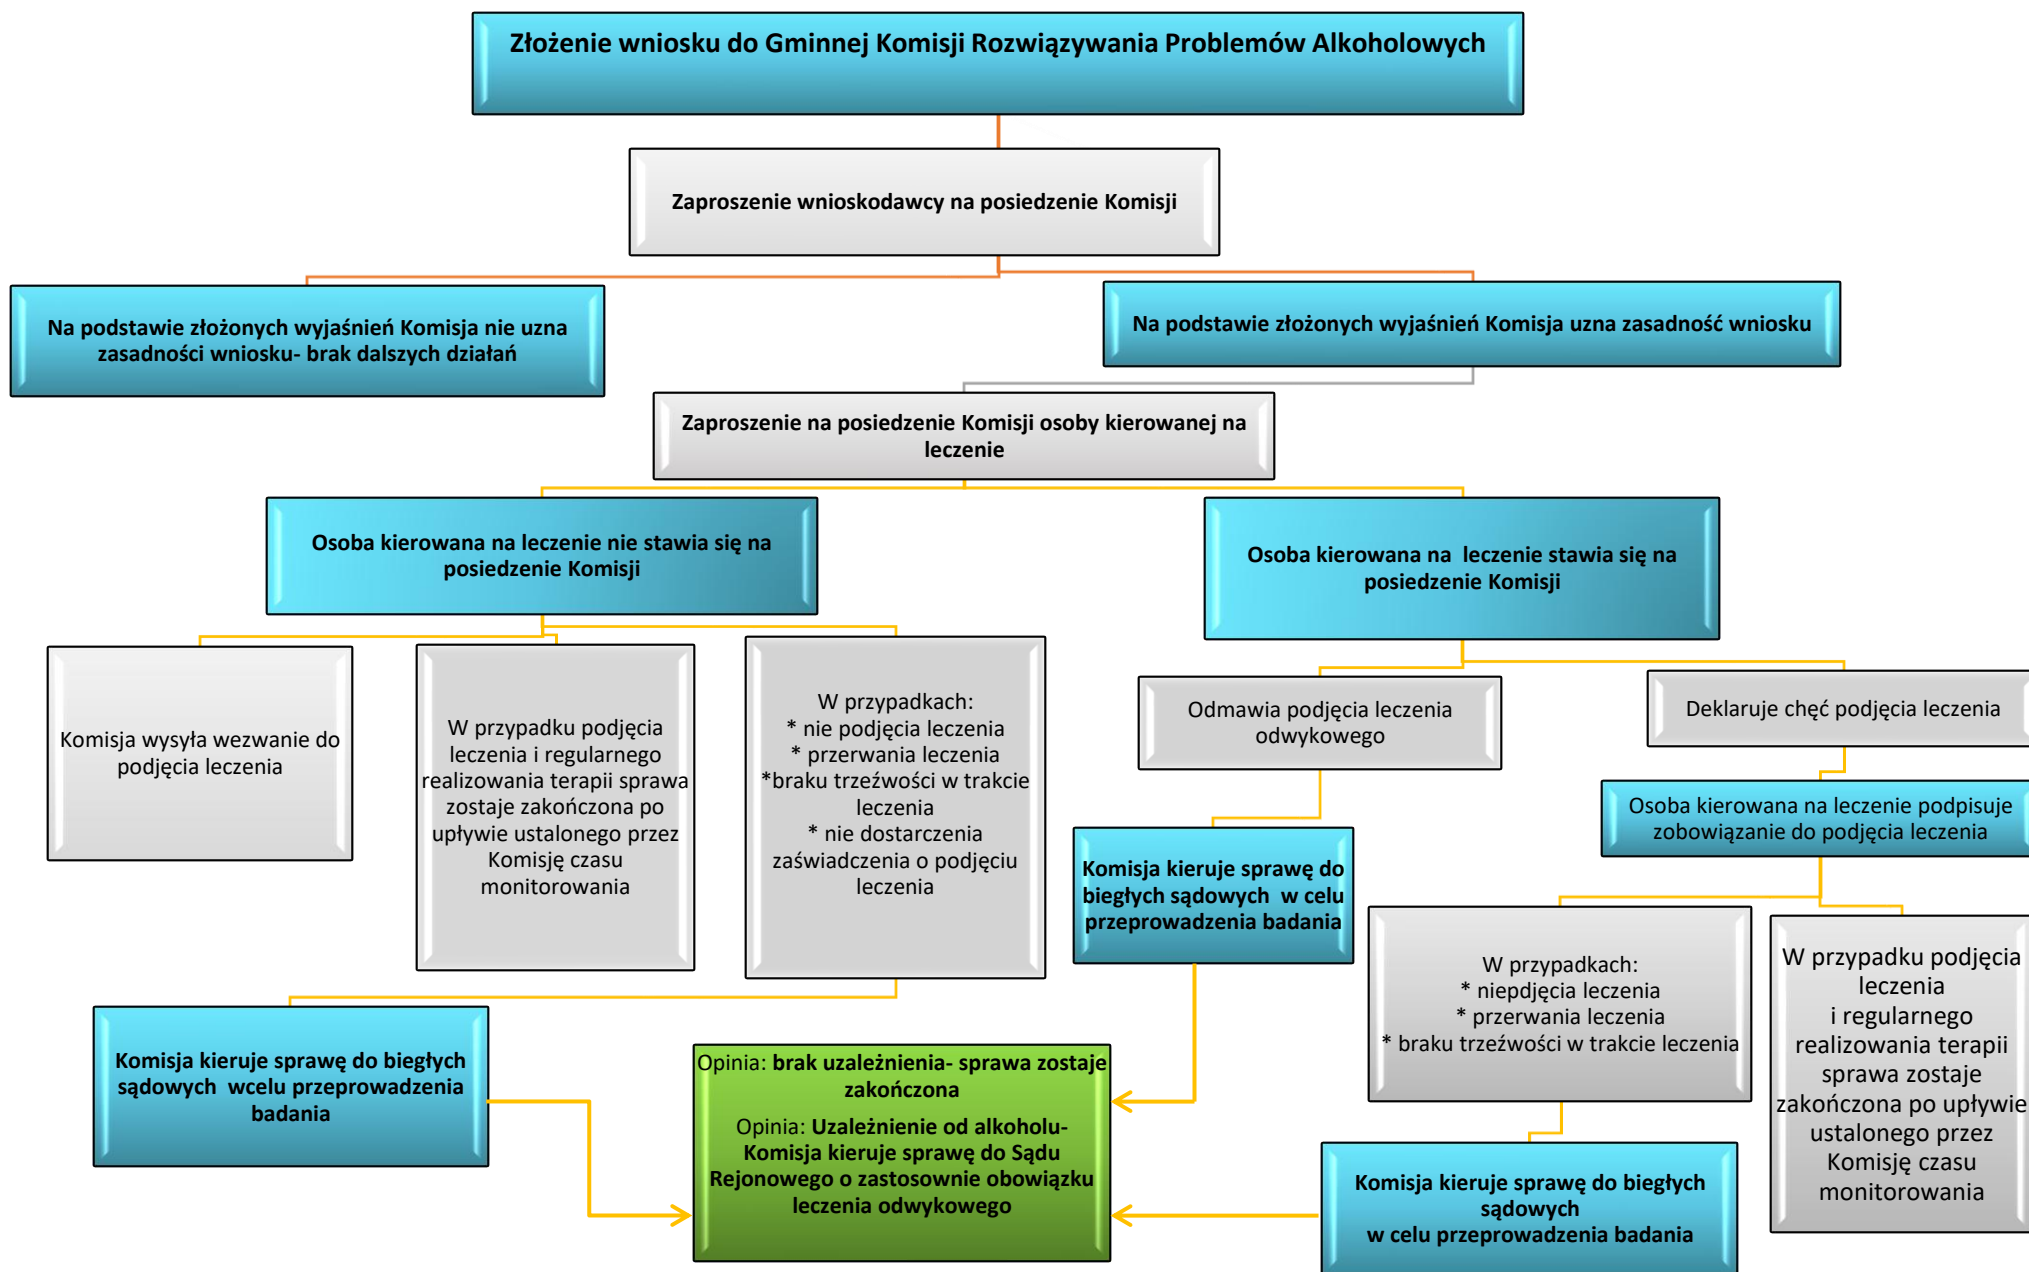 Złożenie wniosku do Gminnej Komisji Rozwiązywania Problemów Alkoholowych
Zaproszenie wnioskodawcy na posiedzenie Komisji
Na podstawie złożonych wyjaśnień Komisja nie uzna
zasadności wniosku- brak dalszych działań
Na podstawie złożonych wyjaśnień Komisja uzna zasadność wniosku
Zaproszenie na posiedzenie Komisji osoby kierowanej na
leczenie
Osoba kierowana na leczenie nie stawia się na
posiedzenie Komisji
Osoba kierowana na  leczenie stawia się na
posiedzenie Komisji
Komisja wysyła wezwanie do
podjęcia leczenia
W przypadku podjęcia
leczenia i regularnego
realizowania terapii sprawa
zostaje zakończona po
upływie ustalonego przez
Komisję czasu
monitorowania
W przypadkach:
* nie podjęcia leczenia
* przerwania leczenia
*braku trzeźwości w trakcie
leczenia
* nie dostarczenia
zaświadczenia o podjęciu
leczenia
Odmawia podjęcia leczenia
odwykowego
Deklaruje chęć podjęcia leczenia
Osoba kierowana na leczenie podpisuje
zobowiązanie do podjęcia leczenia
Komisja kieruje sprawę do
biegłych sądowych  w celu
przeprowadzenia badania
W przypadkach:
* niepdjęcia leczenia
* przerwania leczenia
* braku trzeźwości w trakcie leczenia
W przypadku podjęcia
leczenia
i regularnego
realizowania terapii
sprawa zostaje
zakończona po upływie
ustalonego przez
Komisję czasu
monitorowania
Komisja kieruje sprawę do biegłych
sądowych  wcelu przeprowadzenia
badania
Opinia: brak uzależnienia- sprawa zostaje
zakończona
Opinia: Uzależnienie od alkoholu-
Komisja kieruje sprawę do Sądu
Rejonowego o zastosownie obowiązku
leczenia odwykowego
Komisja kieruje sprawę do biegłych
sądowych
w celu przeprowadzenia badania